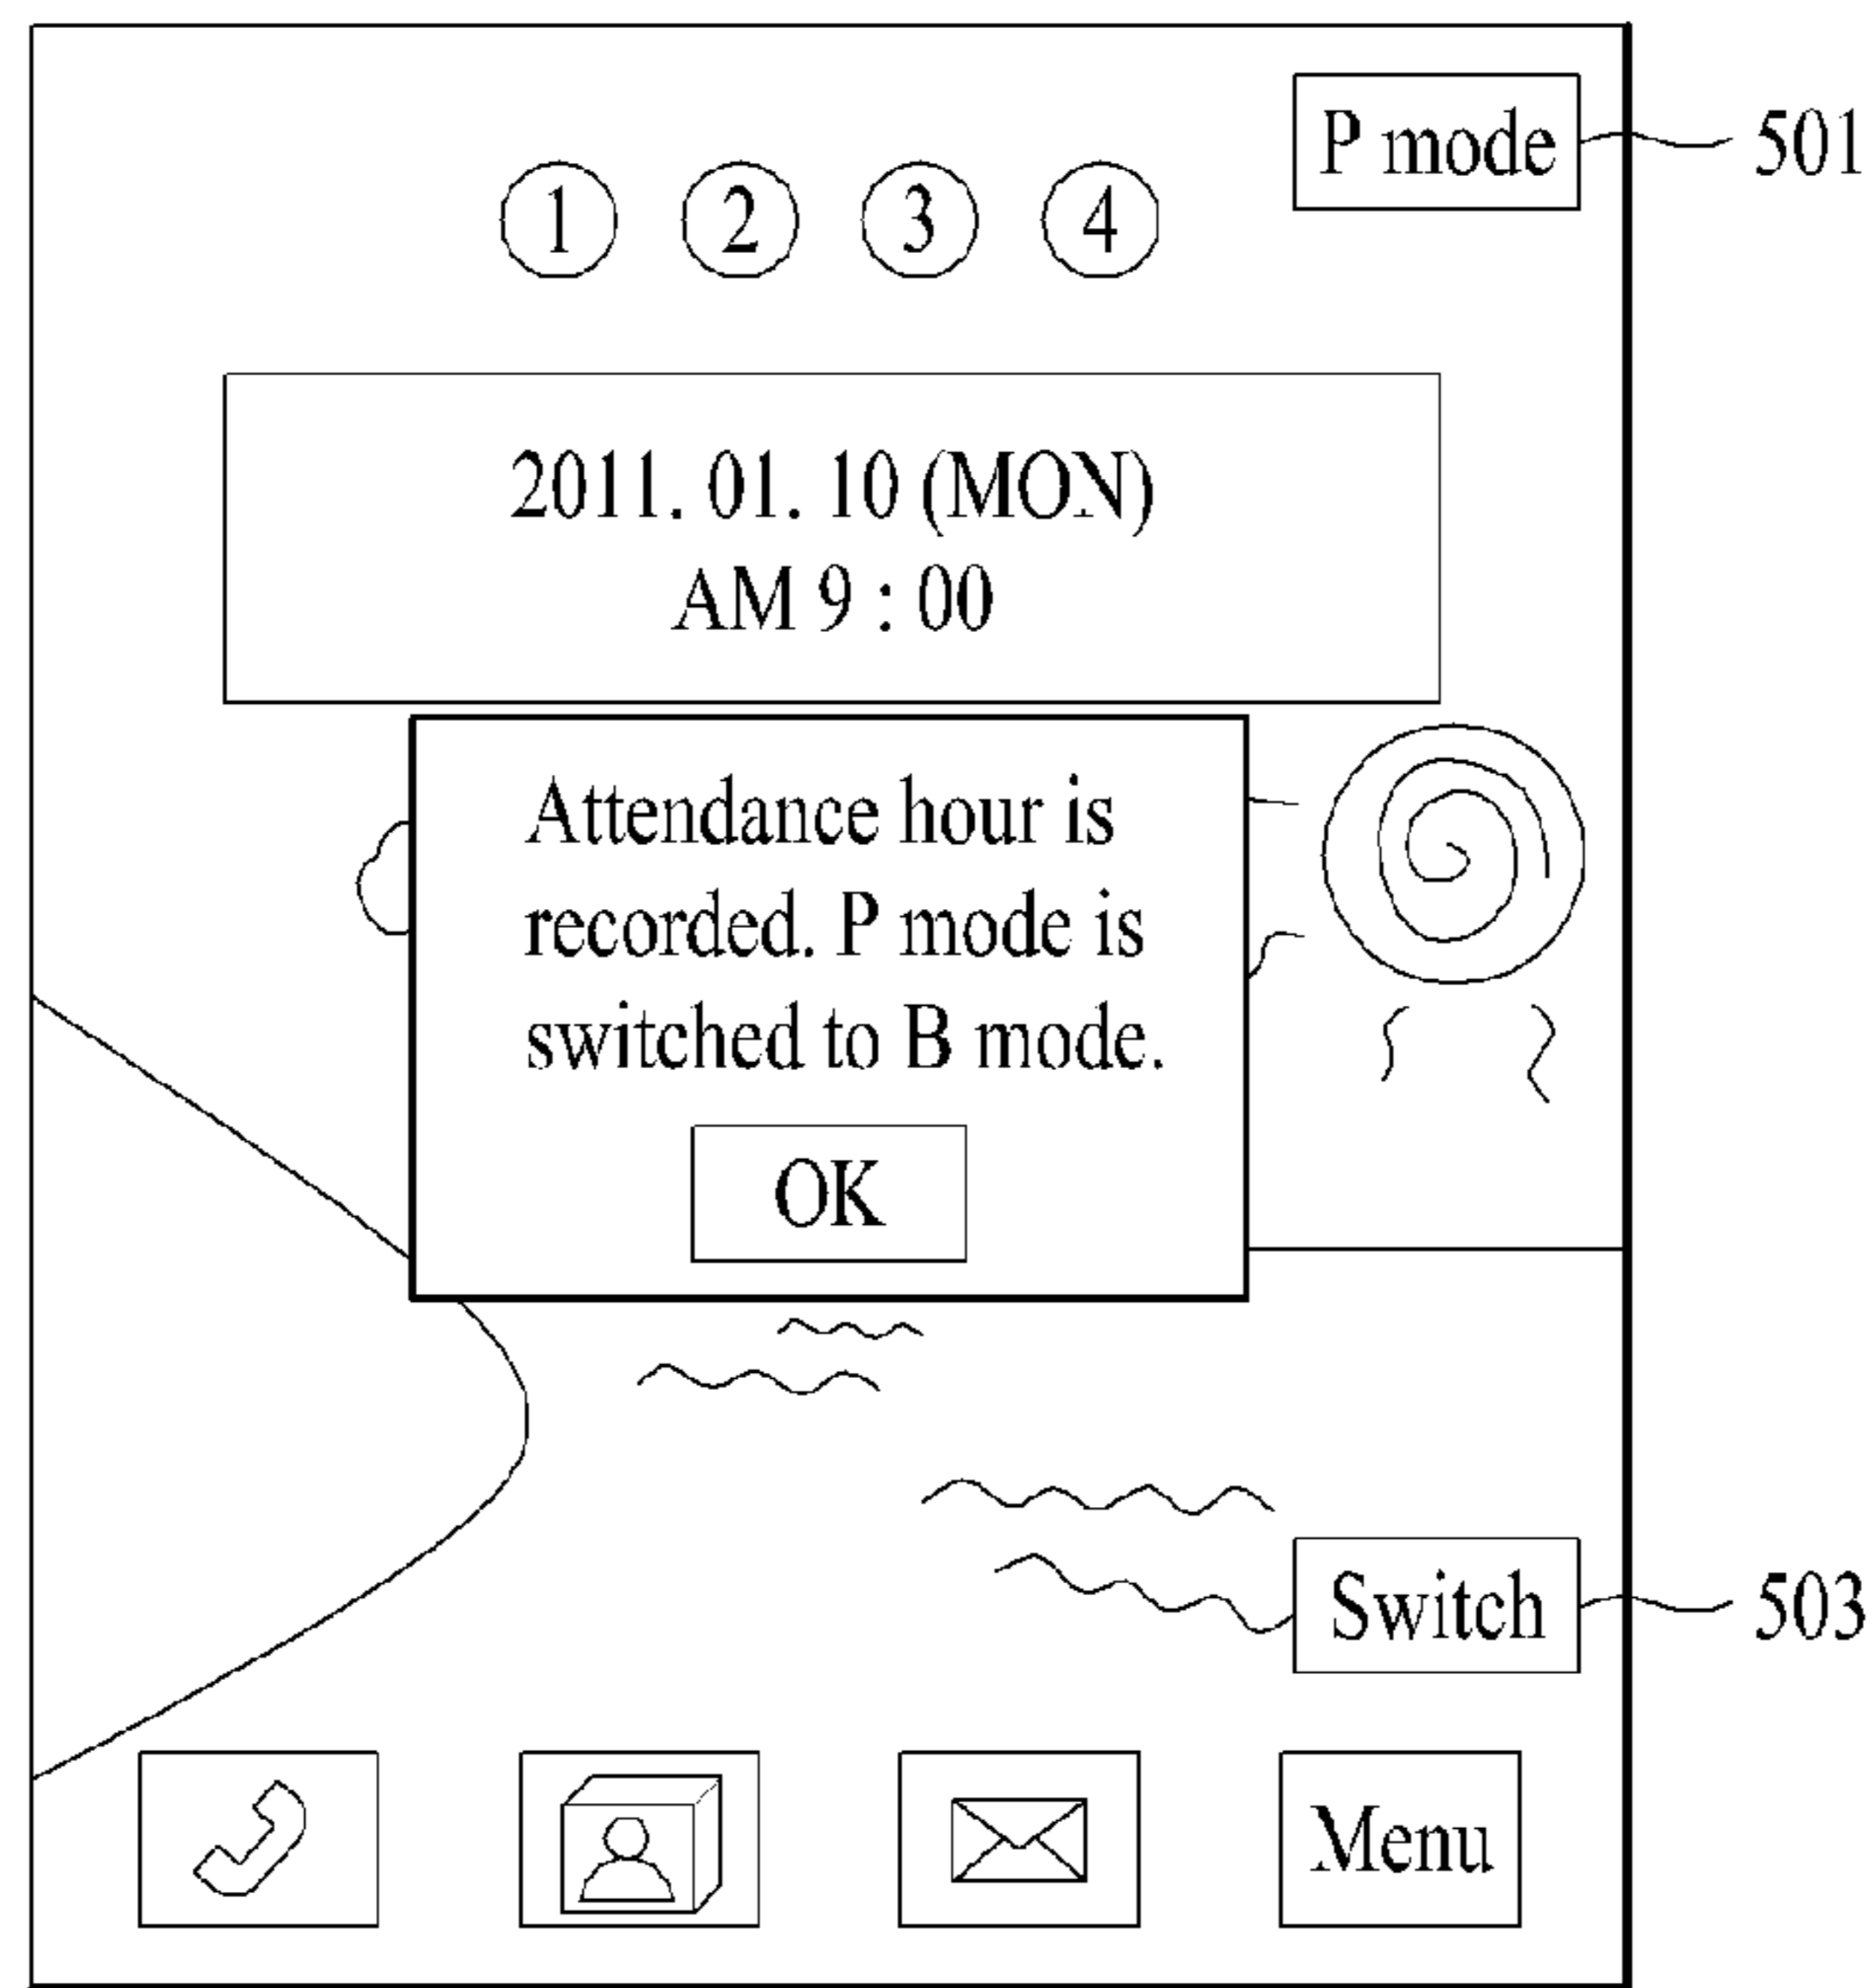 P mode
501
1 2 3 4
2011. 01. 10 (MON)
AM 9 : 00
Attendance hour is
recorded. P mode is
switched to B mode.
OK
Switch
503
Menu